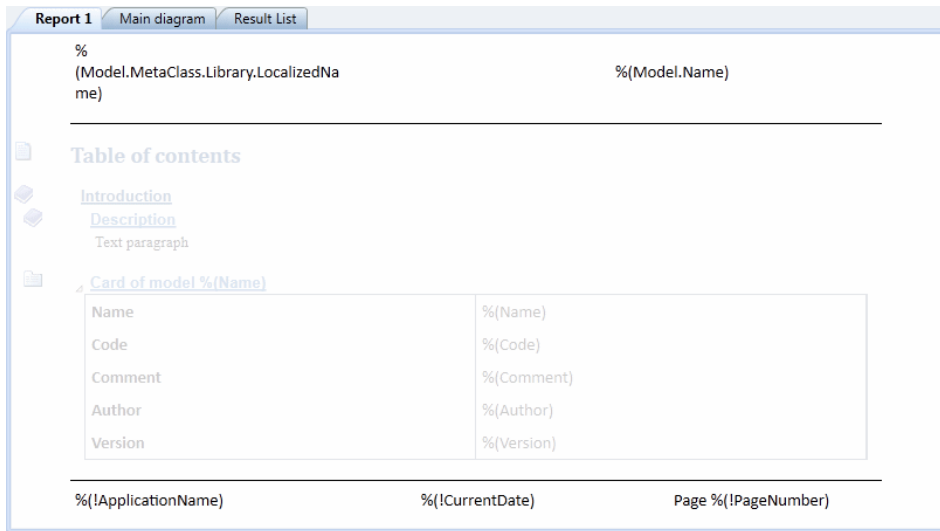 Report 1 Main diagram Result List
%
(Model.MetaClass.Library.LocalizedNa %(Model.Name)
me)
Table of contents
Introduction
Description
Text paragraph
Card of model %(Name)
Name %(Name)
Code %(Code)
Comment %(Comment)
Author %(Author)
Version %(Version)
%(!ApplicationName) %(!CurrentDate) Page %(!PageNumber)